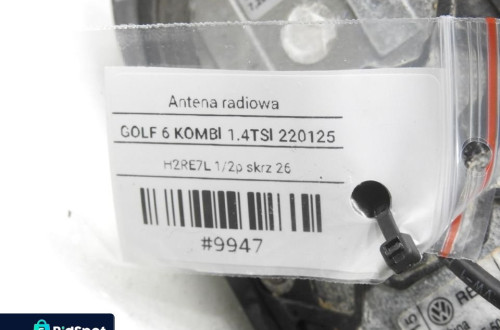 Antena radiowa
GOLF 6 KOMBI 1.4TSI 220125
H2RE7L 1/2p skrz 26
#9947